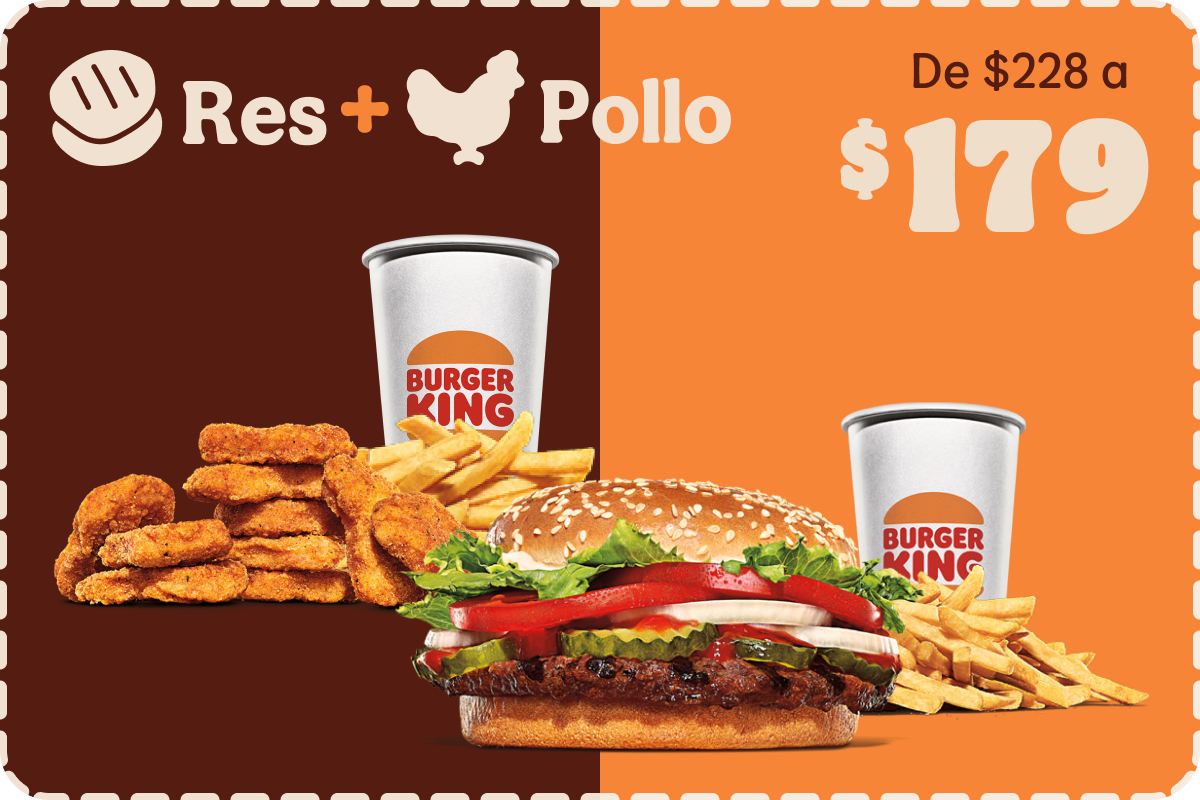 Res + Pollo
De $228 a
$179
BURGER
KING
BURGER
KING